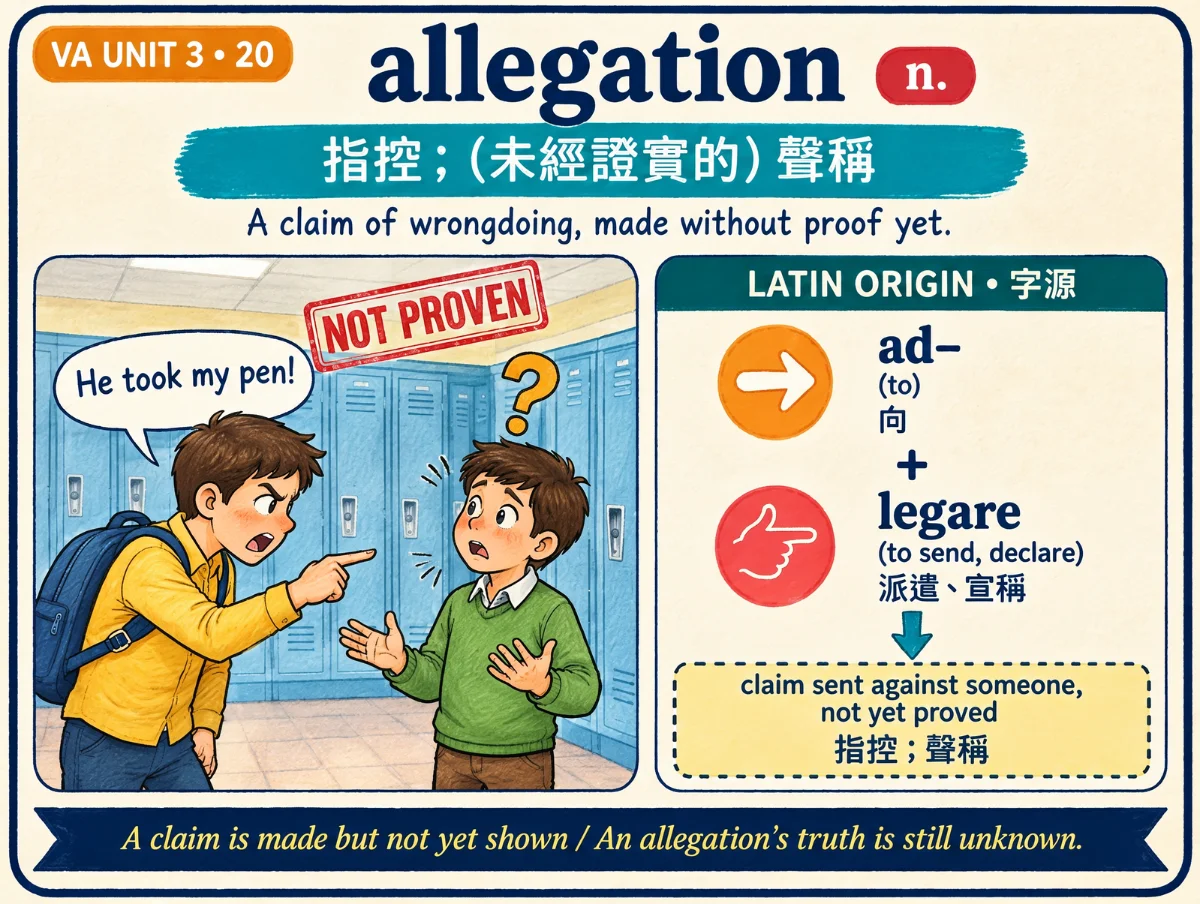 VA UNIT 3 • 20
allegation n.
指控；(未經證實的) 聲稱
A claim of wrongdoing, made without proof yet.
NOT PROVEN
He took my pen!
?
LATIN ORIGIN • 字源
ad–
(to)
向
+
legare
(to send, declare)
派遣、宣稱
claim sent against someone,
not yet proved
指控；聲稱
A claim is made but not yet shown / An allegation's truth is still unknown.